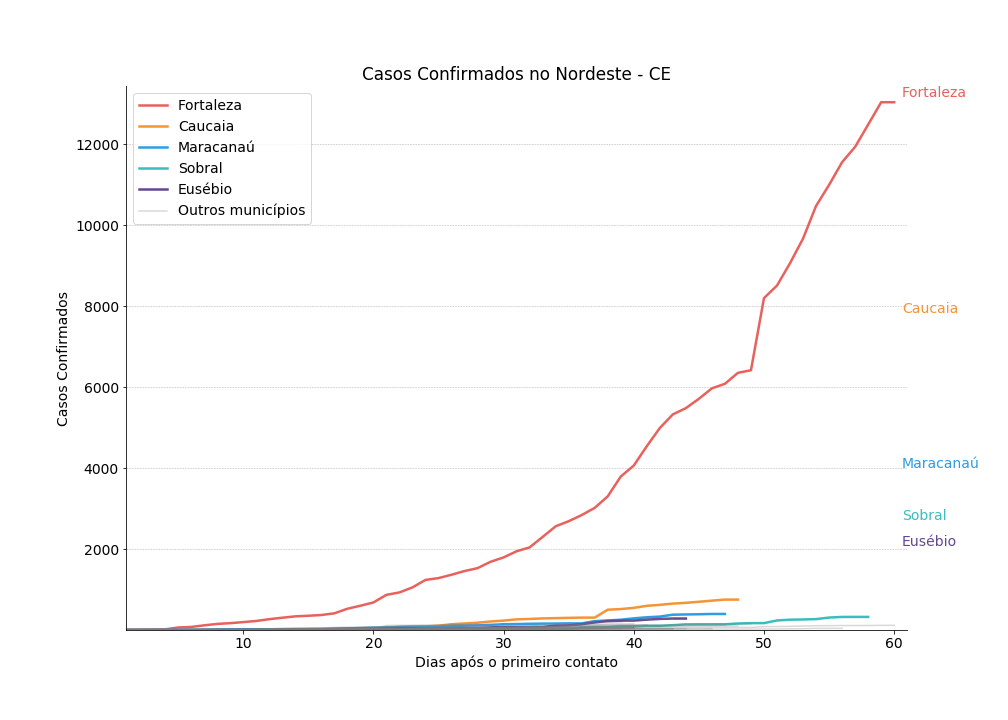 Casos Confirmados no Nordeste - CE
Fortaleza
Caucaia
Maracanaú
Sobral
Eusébio
Outros municípios
Fortaleza
Caucaia
Maracanaú
Sobral
Eusébio
Casos Confirmados
12000
10000
8000
6000
4000
2000
10
20
30
40
50
60
Dias após o primeiro contato